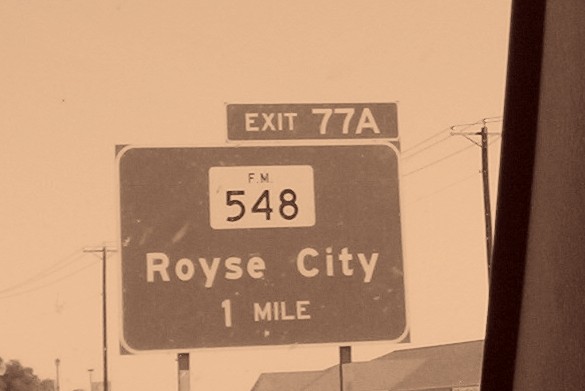 EXIT 77A
F.M.
548
Royse City
1 MILE